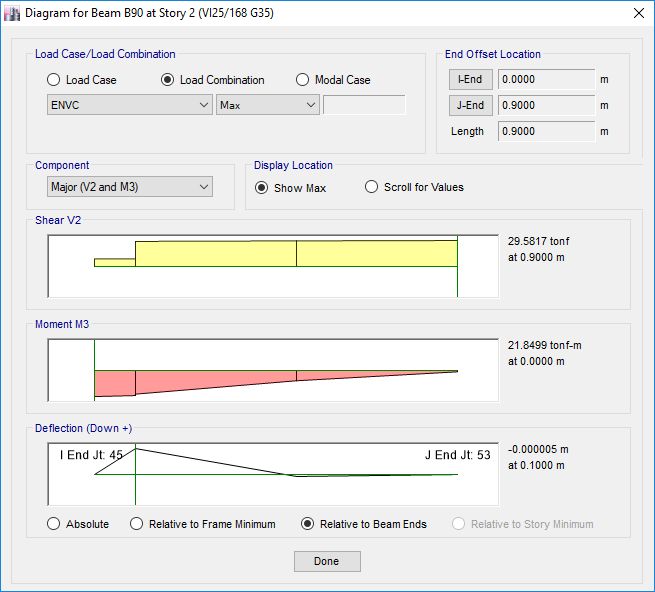 Diagram for Beam B90 at Story 2 (VI25/168 G35)
Load Case/Load Combination
Load Case
Load Combination
Modal Case
ENVC
Max
End Offset Location
I-End
0.0000
m
J-End
0.9000
m
Length
0.9000
m
Component
Major (V2 and M3)
Display Location
Show Max
Scroll for Values
Shear V2
29.5817 tonf
at 0.9000 m
Moment M3
21.8499 tonf-m
at 0.0000 m
Deflection (Down +)
I End Jt: 45
J End Jt: 53
-0.000005 m
at 0.1000 m
Absolute
Relative to Frame Minimum
Relative to Beam Ends
Relative to Story Minimum
Done